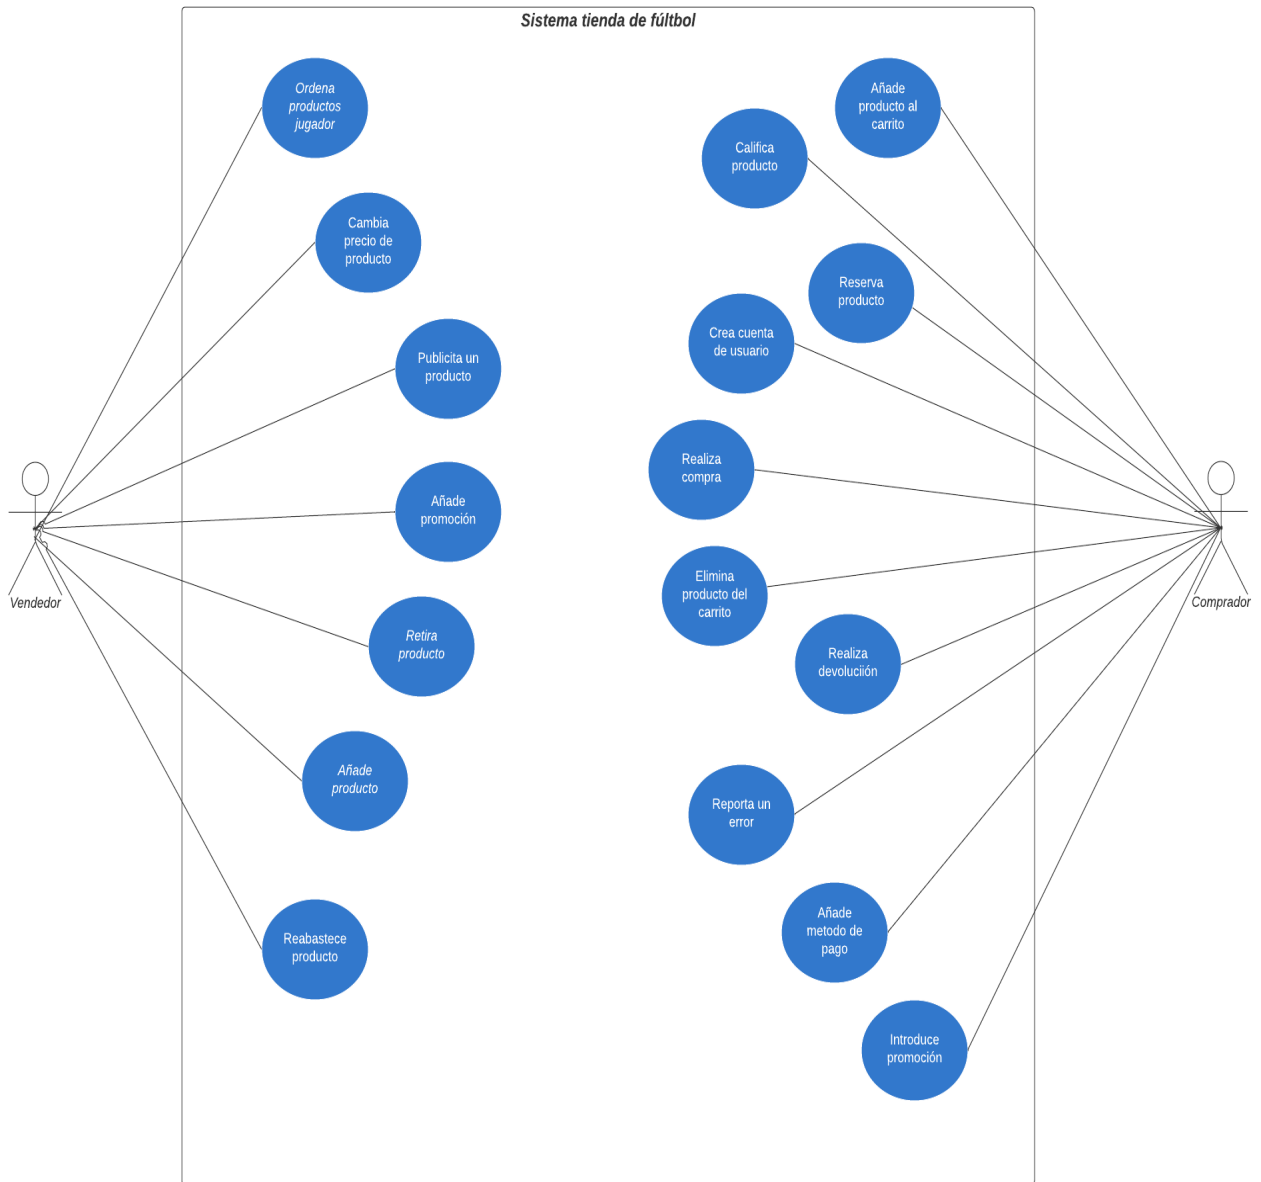 Sistema tienda de fúltbol
Ordena
productos
jugador
Cambia
precio de
producto
Publicita un
producto
Añade
promoción
Retira
producto
Añade
producto
Reabastece
producto
Vendedor
Añade
producto al
carrito
Califica
producto
Reserva
producto
Crea cuenta
de usuario
Realiza
compra
Elimina
producto del
carrito
Realiza
devoluciión
Reporta un
error
Añade
metodo de
pago
Introduce
promoción
Comprador